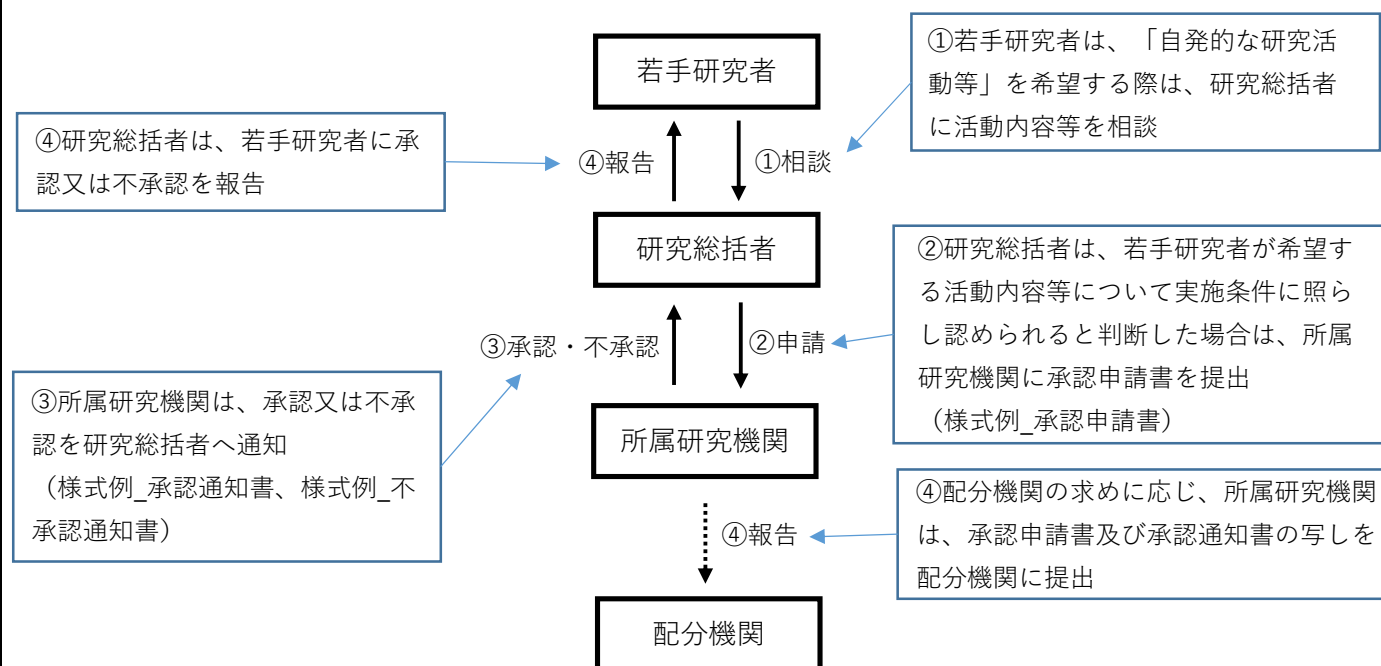 若手研究者
①若手研究者は、「自発的な研究活
動等」を希望する際は、研究総括者
に活動内容等を相談
④研究総括者は、若手研究者に承
認又は不承認を報告
④報告
①相談
研究総括者
②研究総括者は、若手研究者が希望す
る活動内容等について実施条件に照ら
し認められると判断した場合は、所属
研究機関に承認申請書を提出
（様式例_承認申請書）
③承認・不承認
②申請
③所属研究機関は、承認又は不承
認を研究総括者へ通知
（様式例_承認通知書、様式例_不
承認通知書）
所属研究機関
④配分機関の求めに応じ、所属研究機関
は、承認申請書及び承認通知書の写しを
配分機関に提出
④報告
配分機関